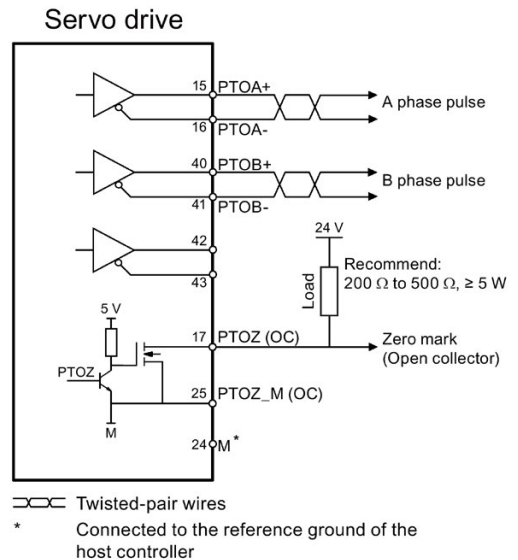 Servo drive
15 PTOA+
A phase pulse
16 PTOA-
40 PTOB+
B phase pulse
41 PTOB-
42
24 V
43
Load
Recommend:
200 Ω to 500 Ω, ≥ 5 W
5 V
17 PTOZ (OC)
Zero mark
(Open collector)
PTOZ
25 PTOZ_M (OC)
M
24 M*
Twisted-pair wires
* Connected to the reference ground of the
host controller